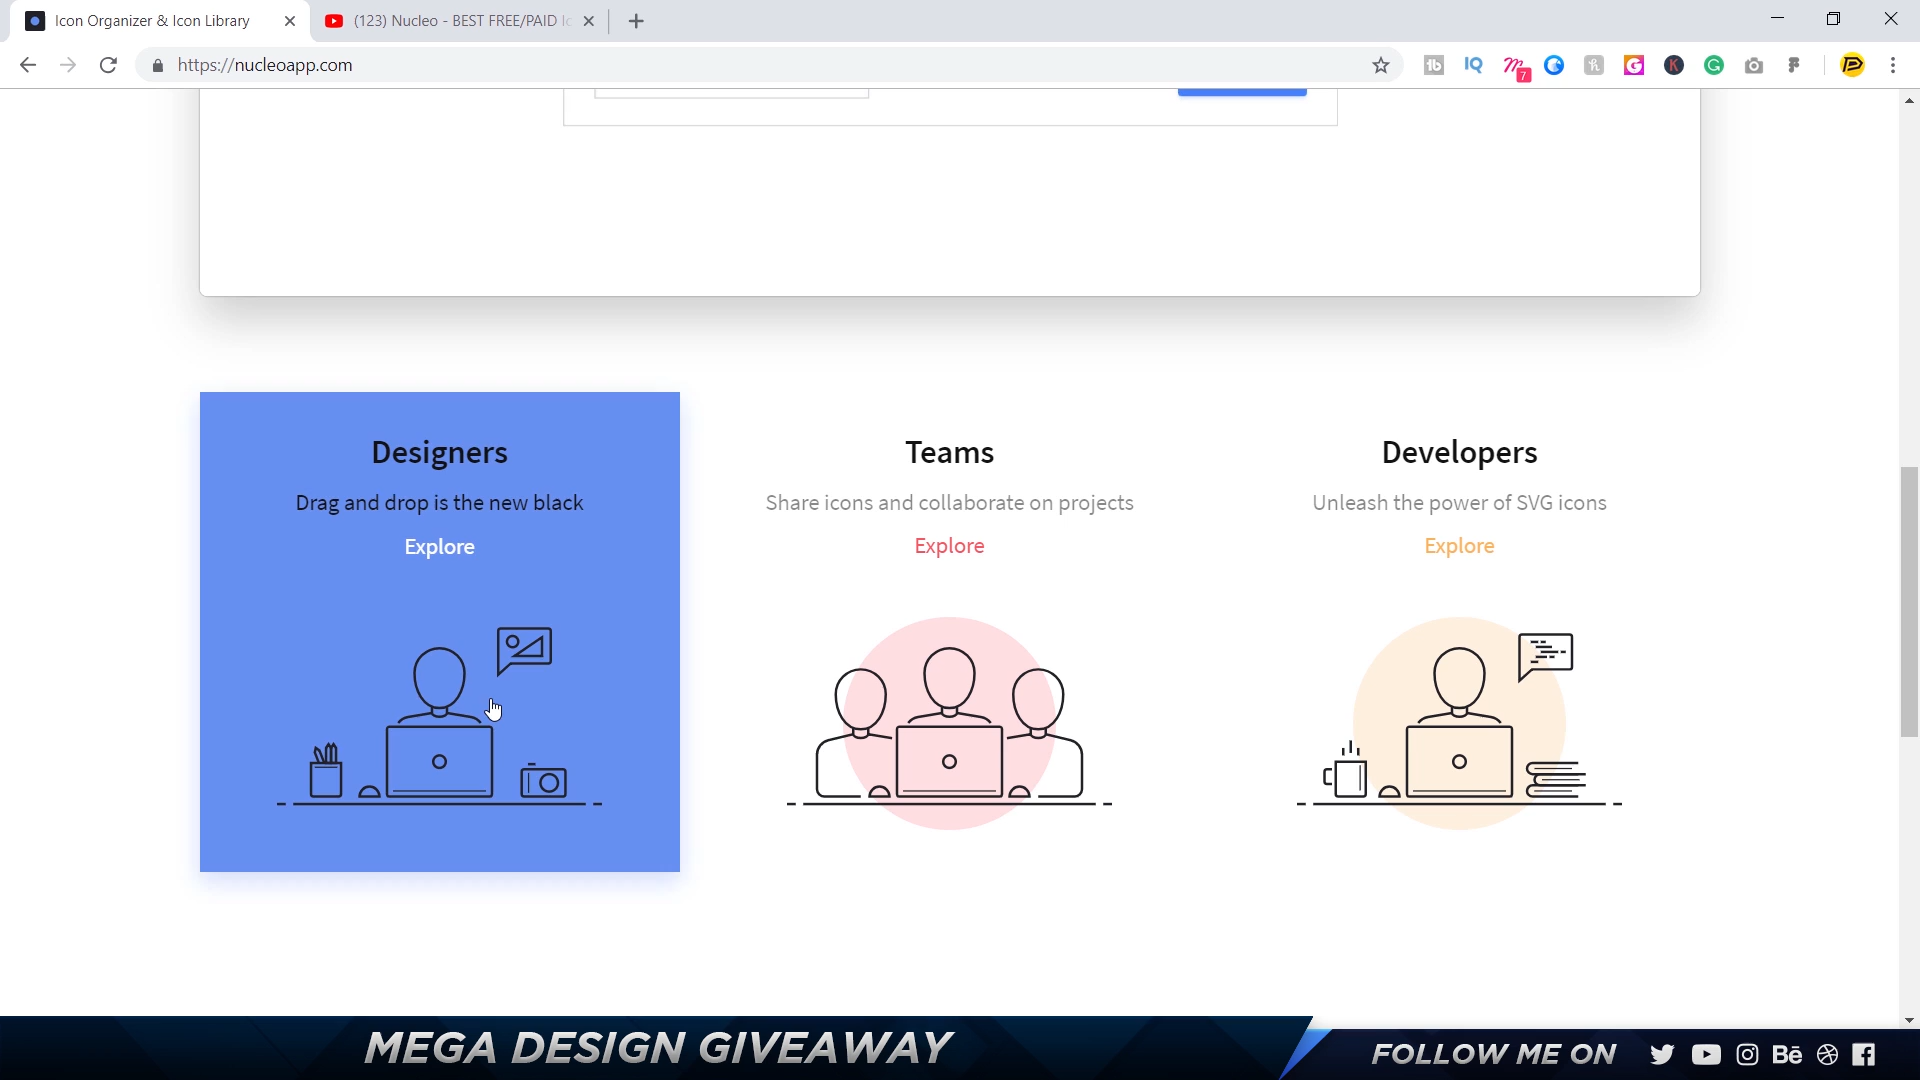 Icon Organizer & Icon Library
(123) Nucleo - BEST FREE/PAID
https://nucleoapp.com
7
Designers
Drag and drop is the new black
Explore
Teams
Share icons and collaborate on projects
Explore
Developers
Unleash the power of SVG icons
Explore
MEGA DESIGN GIVEAWAY
FOLLOW ME ON